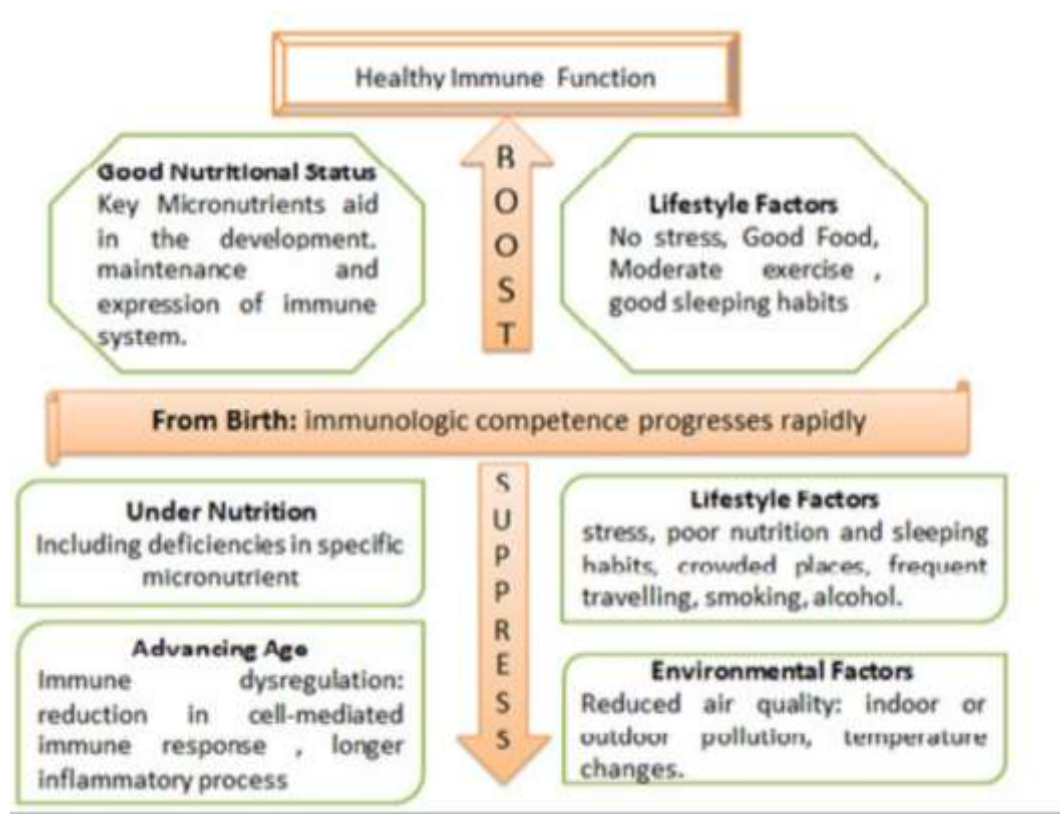 Healthy Immune Function
Good Nutritional Status
Key Micronutrients aid
in the development.
maintenance and
expression of immune
system.
BOOST
Lifestyle Factors
No stress, Good Food,
Moderate exercise ,
good sleeping habits
From Birth: immunologic competence progresses rapidly
Under Nutrition
Including deficiencies in specific
micronutrient
SUPPRESS
Lifestyle Factors
stress, poor nutrition and sleeping
habits, crowded places, frequent
travelling, smoking, alcohol.
Advancing Age
Immune dysregulation:
reduction in cell-mediated
immune response , longer
inflammatory process
Environmental Factors
Reduced air quality: indoor or
outdoor pollution, temperature
changes.